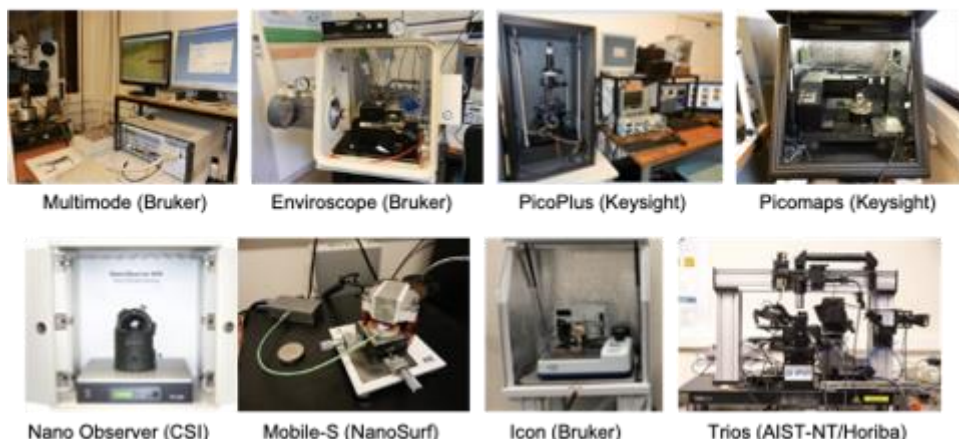 Multimode (Bruker)
Enviroscope (Bruker)
PicoPlus (Keysight)
Picomaps (Keysight)
Nano Observer (CSI)
Mobile-S (NanoSurf)
Icon (Bruker)
Trios (AIST-NT/Horiba)